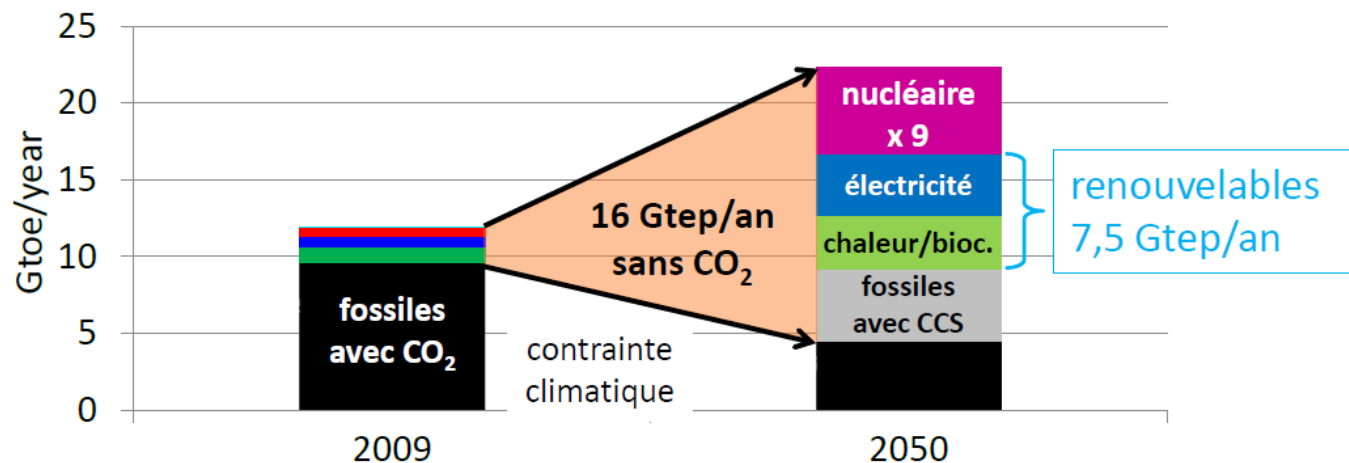 25
20
15
10
5
0
Gtoe/year
2009
2050
fossiles
avec CO₂
contrainte
climatique
16 Gtep/an
sans CO₂
nucléaire
x 9
électricité
chaleur/bioc.
fossiles
avec CCS
renouvelables
7,5 Gtep/an